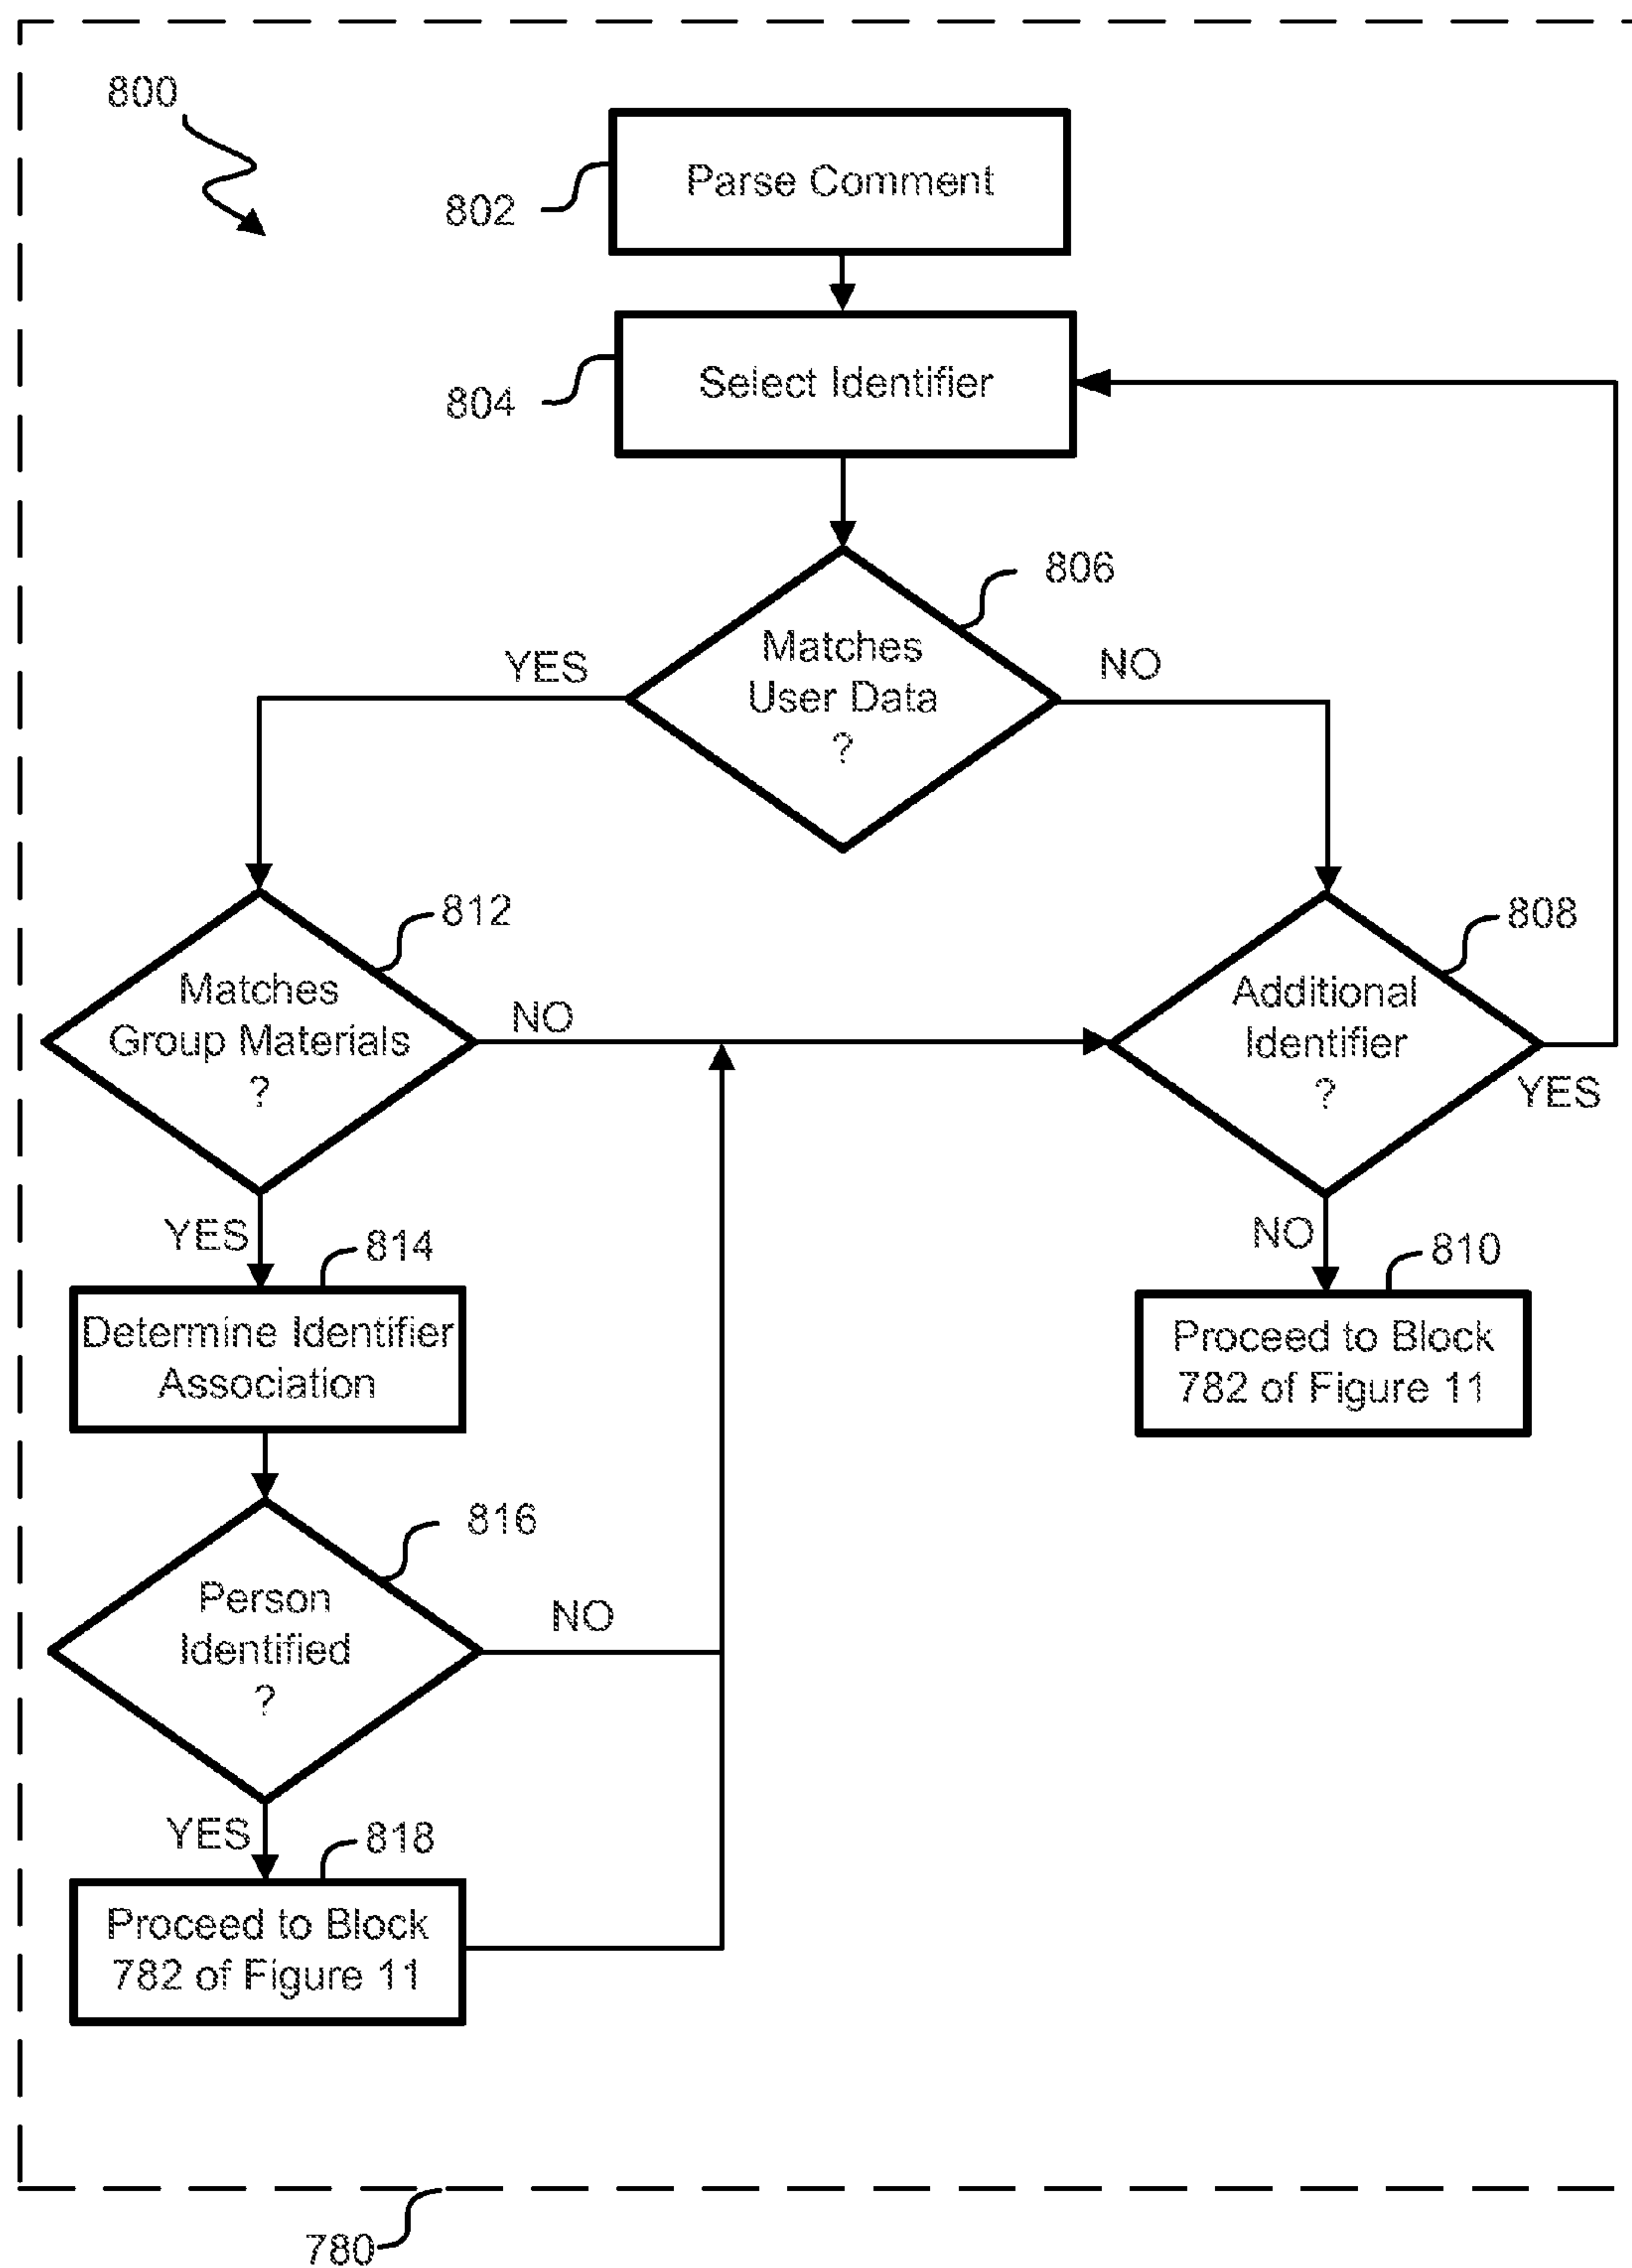 800
Parse Comment
802
Select Identifier
804
806
Matches
User Data
?
YES
NO
812
808
Matches
Group Materials
?
NO
Additional
Identifier
?
YES
YES
814
NO
810
Determine Identifier
Association
Proceed to Block
782 of Figure 11
816
Person
Identified
?
NO
YES
818
Proceed to Block
782 of Figure 11
780